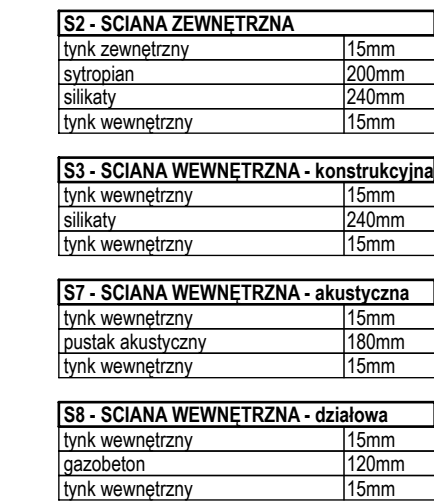 S2 - SCIANA ZEWNĘTRZNA
tynk zewnętrzny 15mm
sytropian 200mm
silikaty 240mm
tynk wewnętrzny 15mm
S3 - SCIANA WEWNĘTRZNA - konstrukcyjna
tynk wewnętrzny 15mm
silikaty 240mm
tynk wewnętrzny 15mm
S7 - SCIANA WEWNĘTRZNA - akustyczna
tynk wewnętrzny 15mm
pustak akustyczny 180mm
tynk wewnętrzny 15mm
S8 - SCIANA WEWNĘTRZNA - działowa
tynk wewnętrzny 15mm
gazobeton 120mm
tynk wewnętrzny 15mm